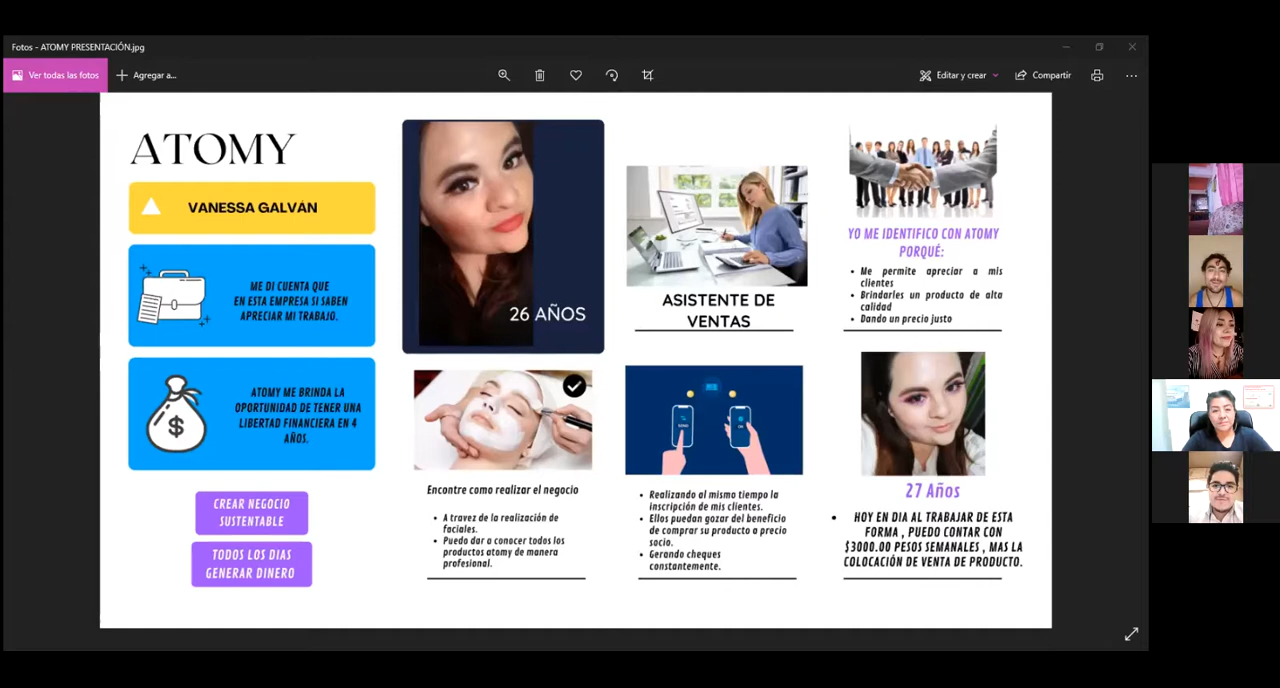 Fotos - ATOMY PRESENTACIÓN.jpg
Ver todas las fotos
Agregar a...
Editar y crear
Compartir
ATOMY
VANESSA GALVÁN
ME DI CUENTA QUE
EN ESTA EMPRESA SI SABEN
APRECIAR MI TRABAJO.
ATOMY ME BRINDA LA
OPORTUNIDAD DE TENER UNA
LIBERTAD FINANCIERA EN 4
AÑOS.
CREAR NEGOCIO
SUSTENTABLE
TODOS LOS DIAS
GENERAR DINERO
26 AÑOS
Encontre como realizar el negocio
• A travez de la realización de
faciales.
• Puedo dar a conocer todos los
productos atomy de manera
profesional.
ASISTENTE DE
VENTAS
• Realizando al mismo tiempo la
inscripción de mis clientes.
• Ellos puedan gozar del beneficio
de comprar su producto a precio
socio.
• Gerando cheques
constantemente.
YO ME IDENTIFICO CON ATOMY
PORQUÉ:
• Me permite apreciar a mis
clientes
• Brindarles un producto de alta
calidad
• Dando un precio justo
27 Años
• HOY EN DIA AL TRABAJAR DE ESTA
FORMA , PUEDO CONTAR CON
$3000.00 PESOS SEMANALES , MAS LA
COLOCACIÓN DE VENTA DE PRODUCTO.